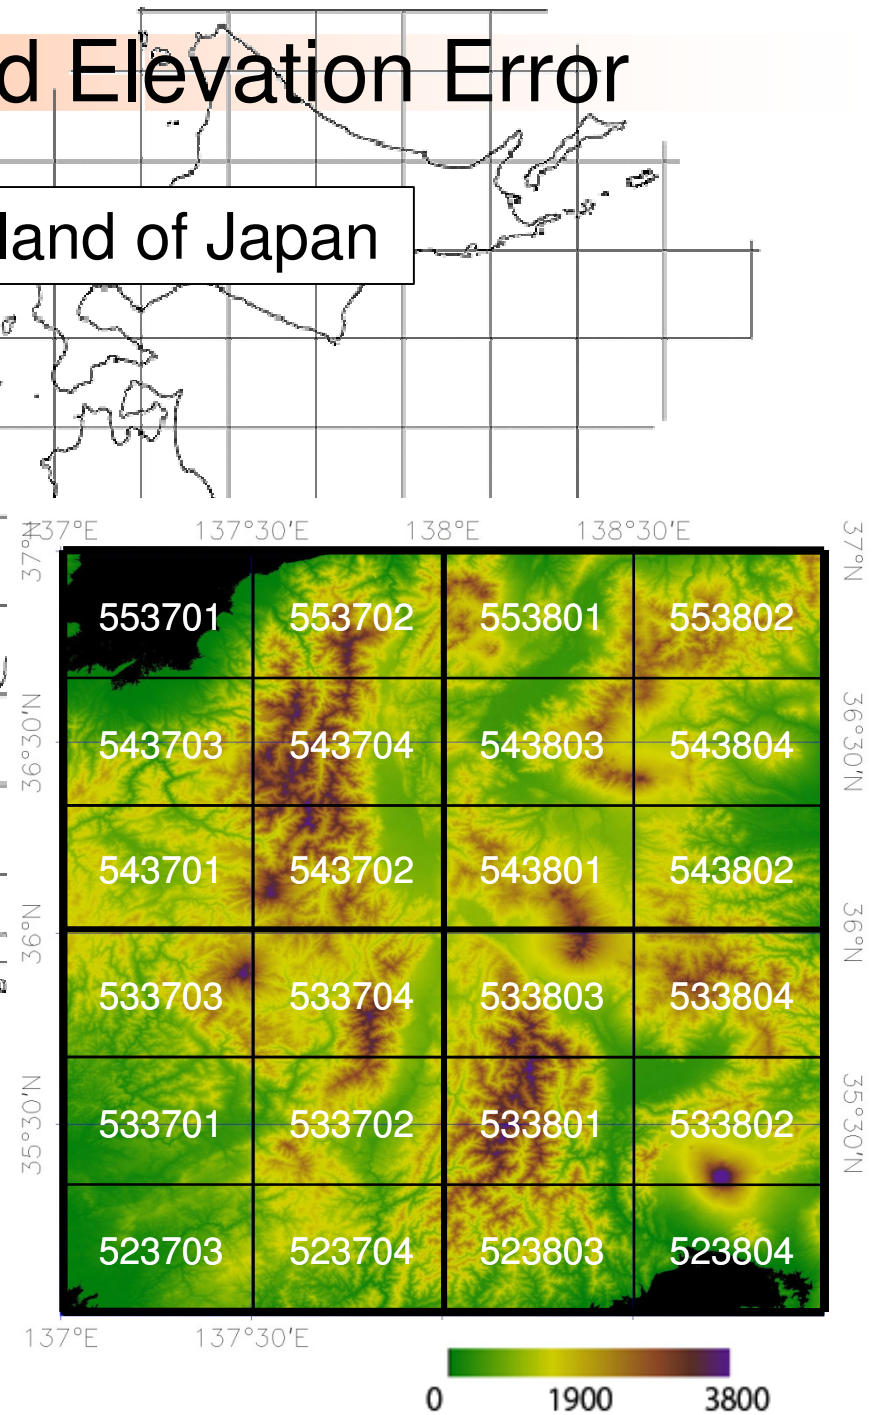 d Elevation Error
land of Japan
137°E 137°30′E 138°E 138°30′E
37°N 37°N
553701 553702 553801 553802
36°30′N 543703 543704 543803 543804 36°30′N
543701 543702 543801 543802
36°N 36°N
533703 533704 533803 533804
35°30′N 533701 533702 533801 533802 35°30′N
523703 523704 523803 523804
137°E 137°30′E
0 1900 3800